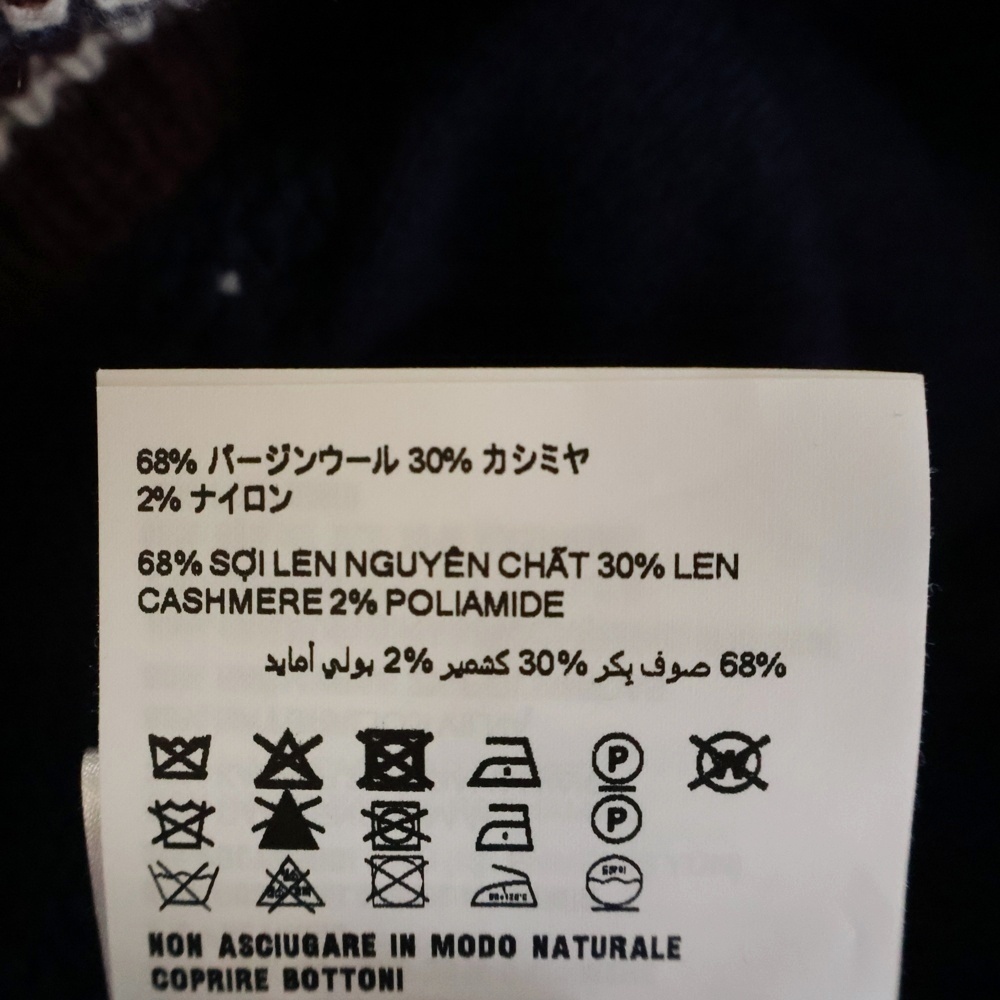 68% バージンウール 30% カシミヤ
2% ナイロン
68% SỢI LEN NGUYÊN CHẤT 30% LEN
CASHMERE 2% POLIAMIDE
68% صوف بكر 30% كشمير 2% بولي أمايد
P W
P
NON ASCIUGARE IN MODO NATURALE
COPRIRE BOTTONI